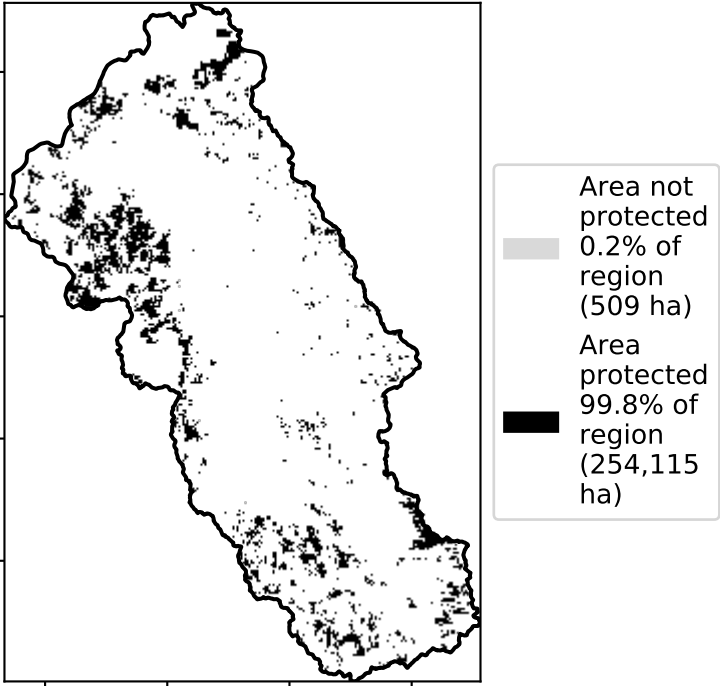 Area not
protected
0.2% of
region
(509 ha)
Area
protected
99.8% of
region
(254,115
ha)